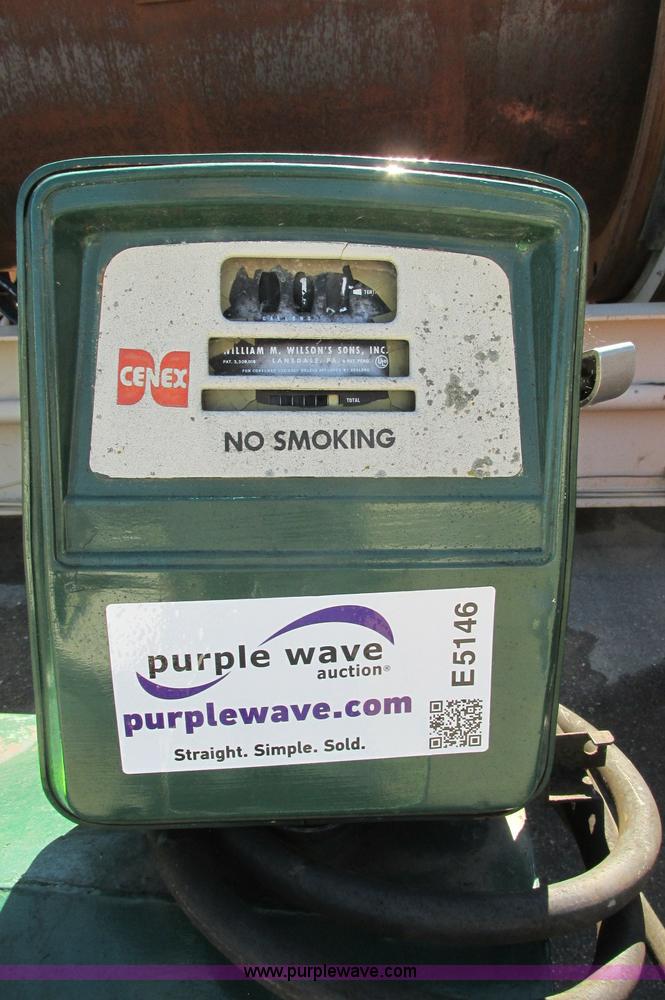 GALLONS
WILLIAM M. WILSON'S SONS, INC.
LANSDALE, PA.
TOTAL
CENEX
NO SMOKING
purple wave
auction®
E5146
purplewave.com
Straight. Simple. Sold.
www.purplewave.com